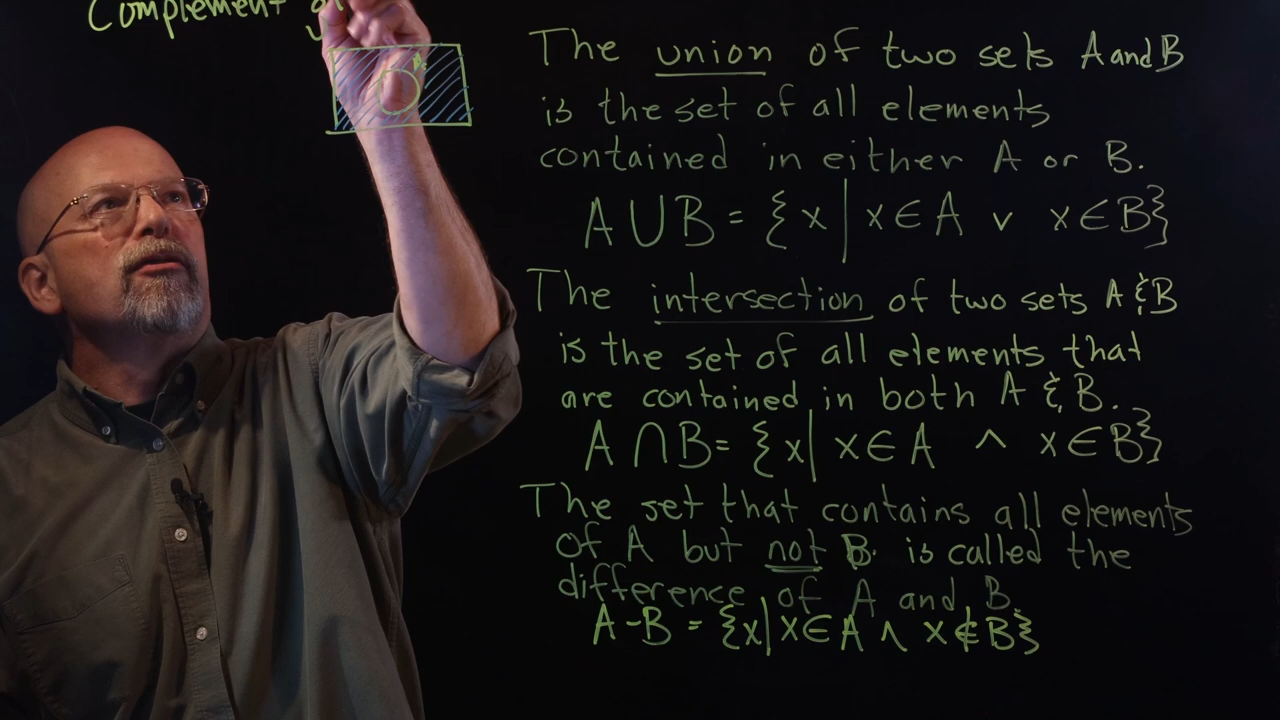 Complement
The union of two sets A and B
is the set of all elements
contained in either A or B.
A ∪ B = {x | x ∈ A ∨ x ∈ B}
The intersection of two sets A & B
is the set of all elements that
are contained in both A & B.
A ∩ B = {x | x ∈ A ∧ x ∈ B}
The set that contains all elements
of A but not B. is called the
difference of A and B.
A - B = {x | x ∈ A ∧ x ∉ B}